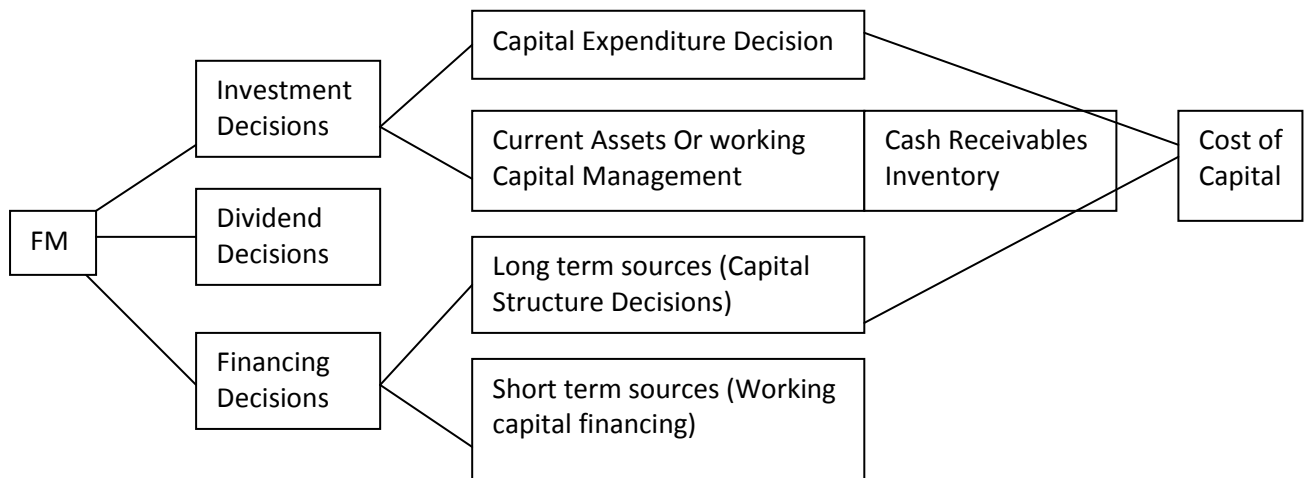 Capital Expenditure Decision
Investment
Decisions
Current Assets Or working
Capital Management
Cash Receivables
Inventory
Cost of
Capital
FM
Dividend
Decisions
Long term sources (Capital
Structure Decisions)
Financing
Decisions
Short term sources (Working
capital financing)